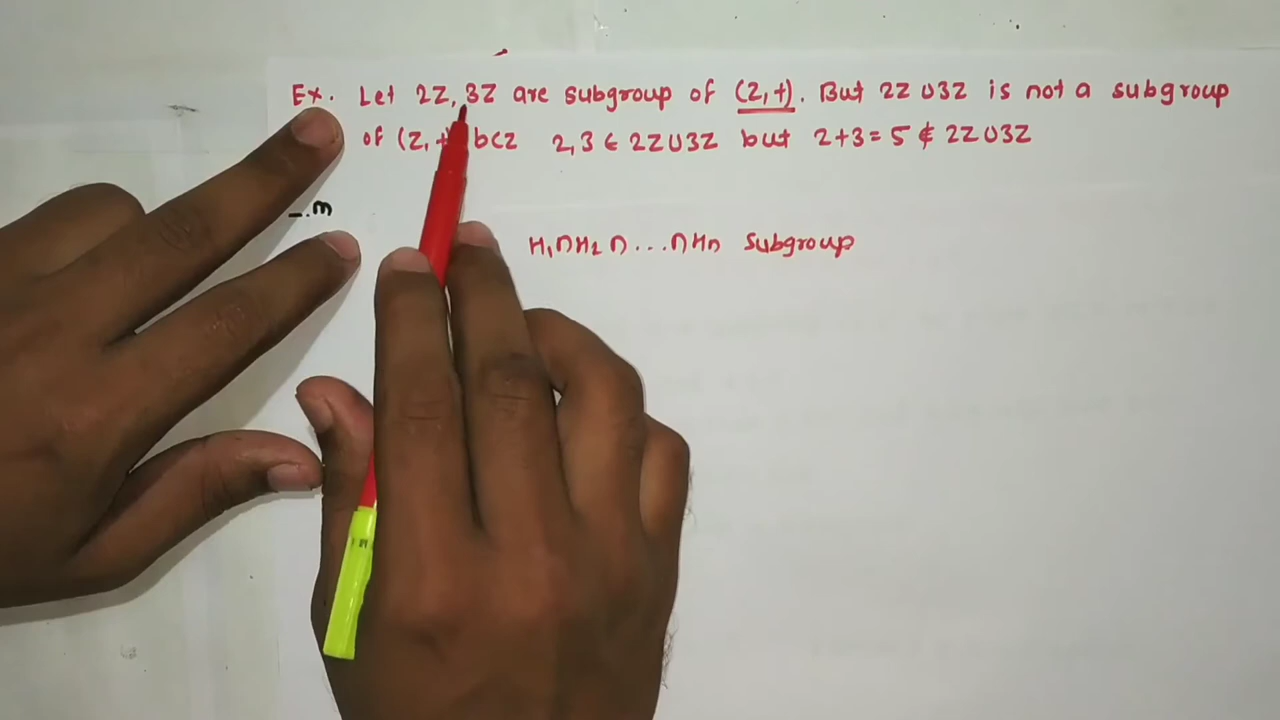 Ex. Let 2Z, 3Z are subgroup of (Z,+). But 2Z ∪ 3Z is not a subgroup
of (Z,+) bcz 2,3 ∈ 2Z∪3Z but 2+3=5 ∉ 2Z∪3Z
H₁∩H₂∩...∩Hn Subgroup